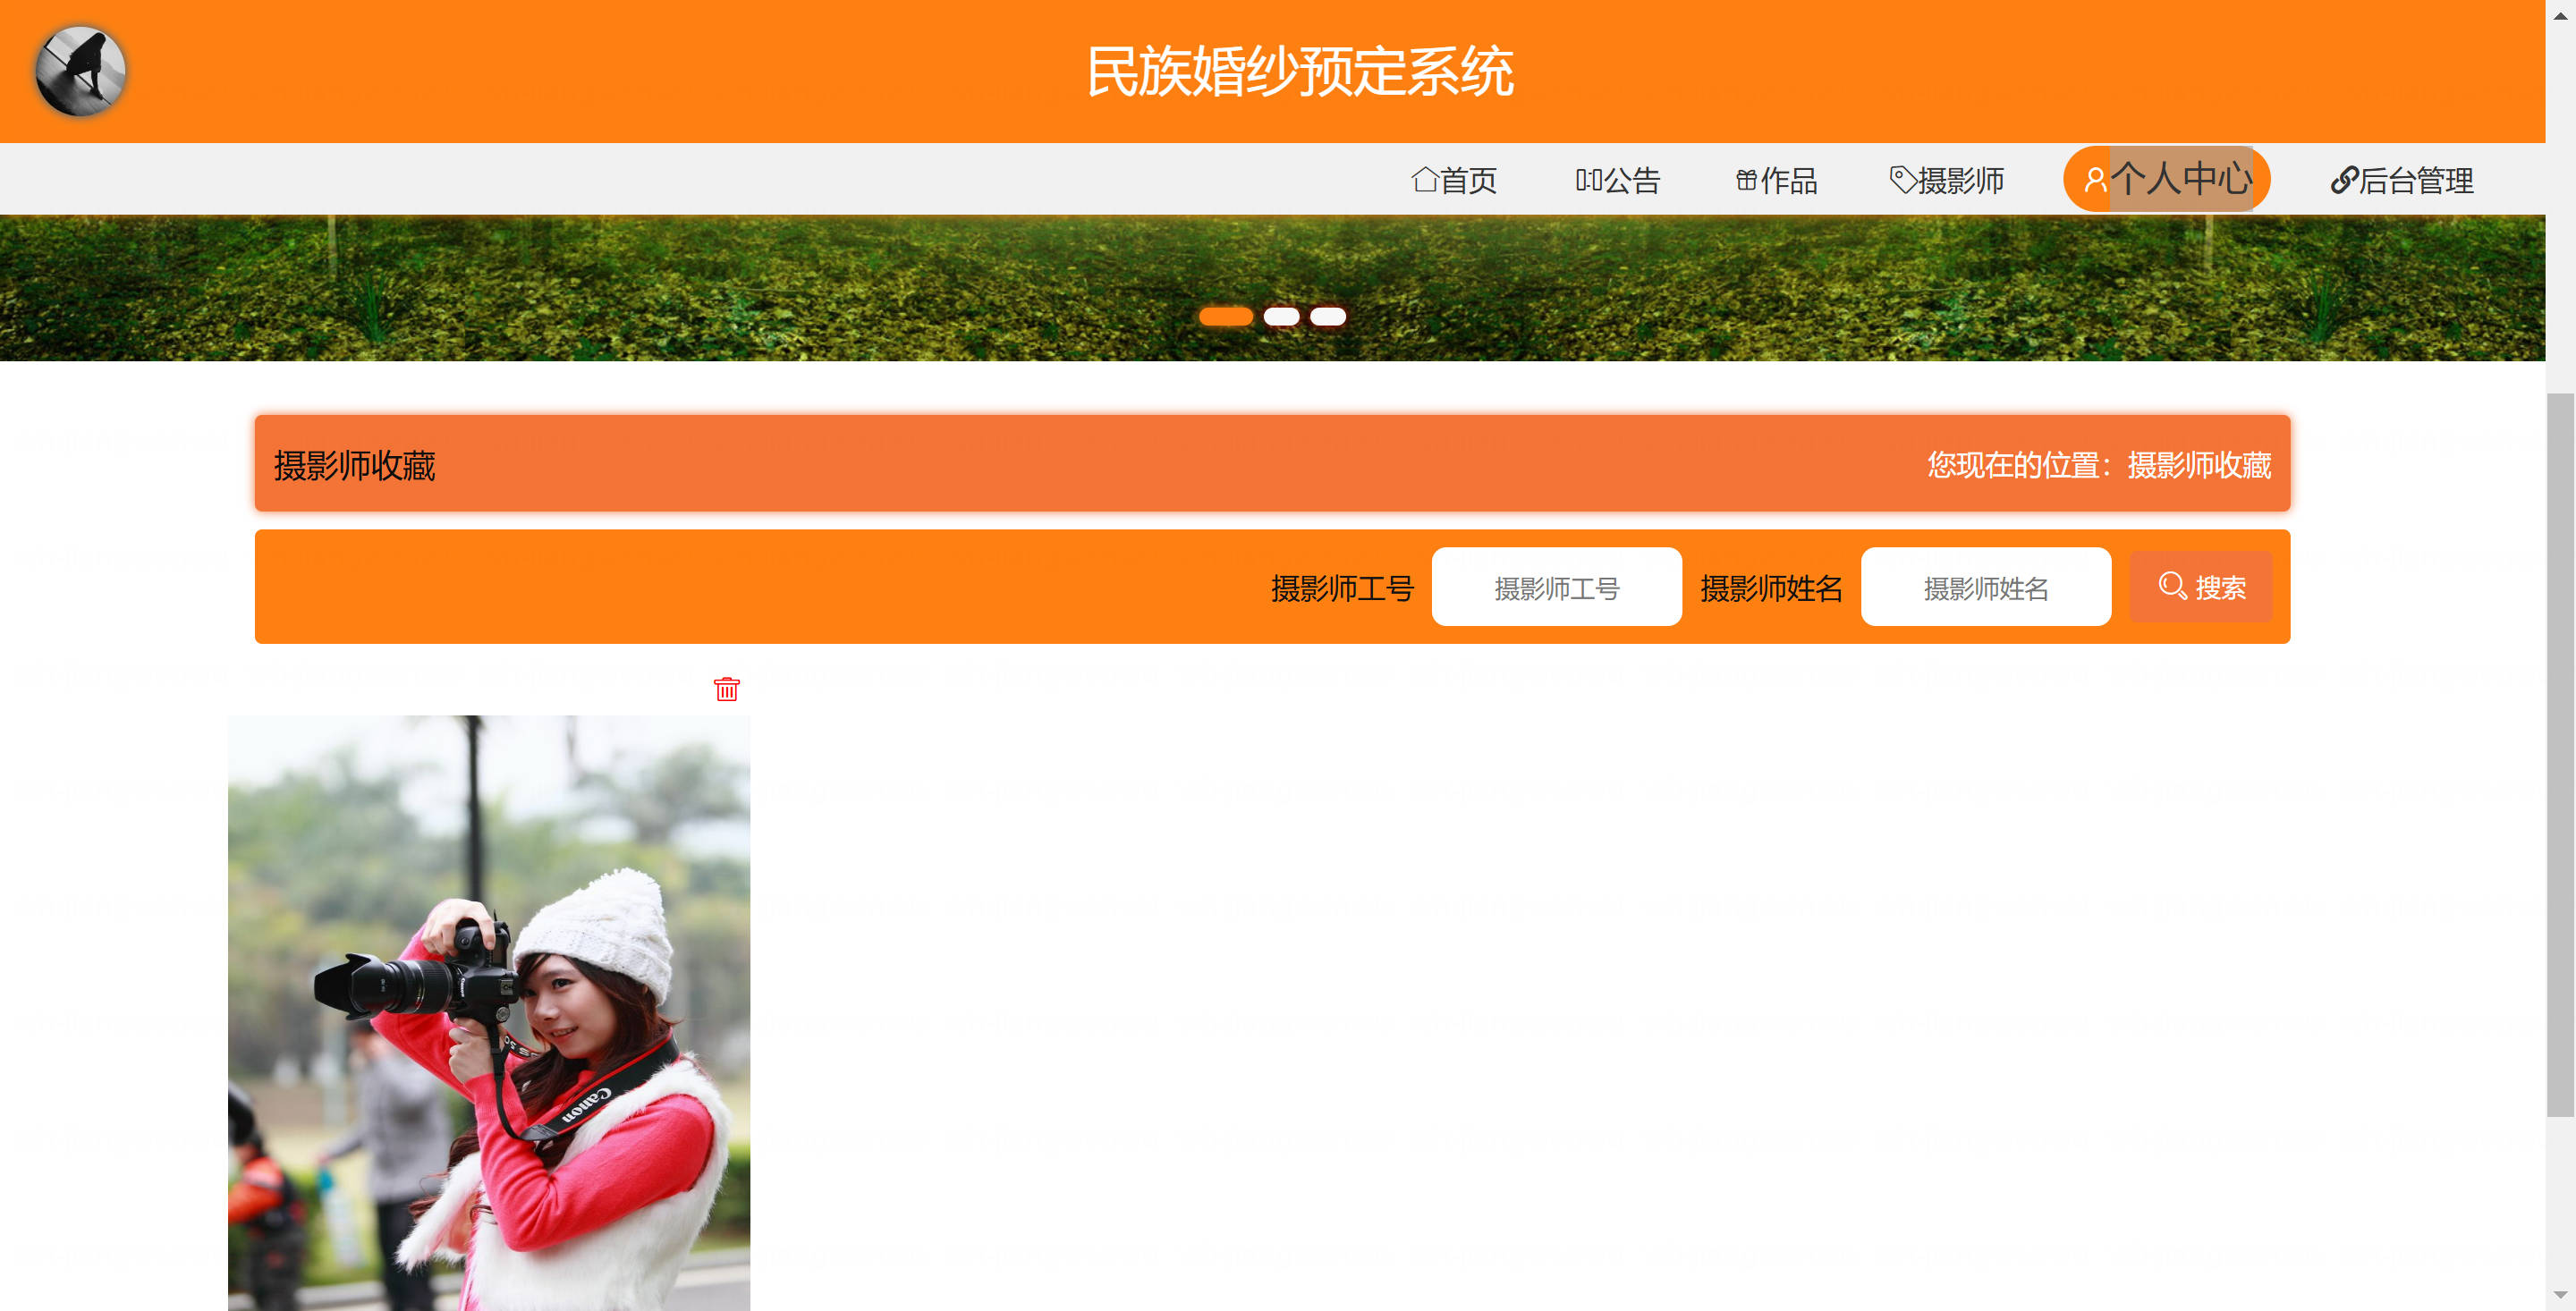 民族婚纱预定系统
首页 公告 作品 摄影师 个人中心 后台管理
摄影师收藏 您现在的位置：摄影师收藏
摄影师工号 摄影师工号 摄影师姓名 摄影师姓名 搜索
Canon